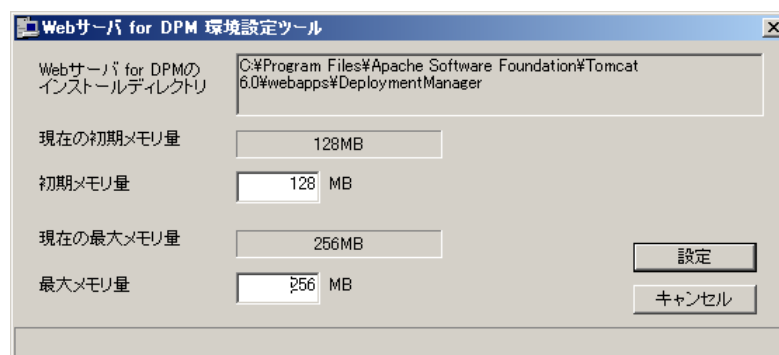 Webサーバ for DPM 環境設定ツール
Webサーバ for DPMの
インストールディレクトリ
C:¥Program Files¥Apache Software Foundation¥Tomcat
6.0¥webapps¥DeploymentManager
現在の初期メモリ量
128MB
初期メモリ量
128 MB
現在の最大メモリ量
256MB
最大メモリ量
256 MB
設定
キャンセル